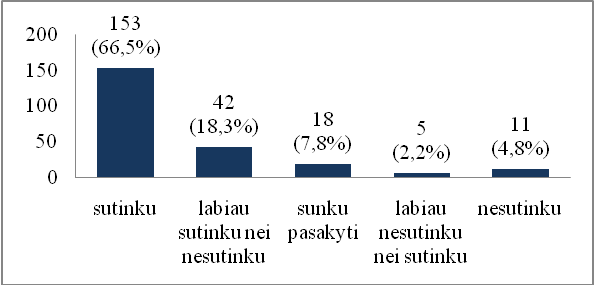 153
(66,5%)
42
(18,3%)
18
(7,8%)
5
(2,2%)
11
(4,8%)
200
150
100
50
0
sutinku
labiau
sutinku nei
nesutinku
sunku
pasakyti
labiau
nesutinku
nei sutinku
nesutinku